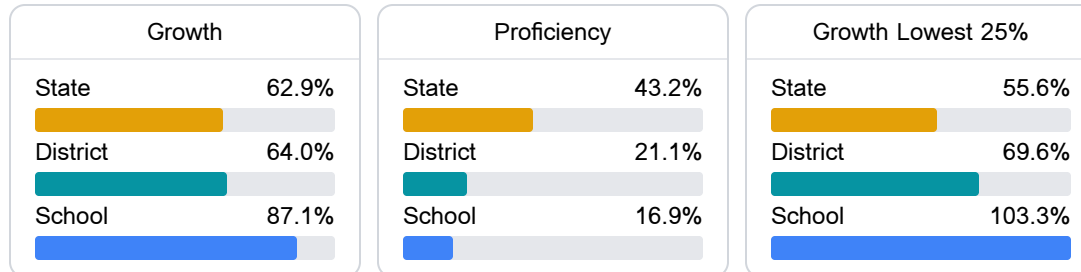 Growth
State 62.9%
District 64.0%
School 87.1%
Proficiency
State 43.2%
District 21.1%
School 16.9%
Growth Lowest 25%
State 55.6%
District 69.6%
School 103.3%